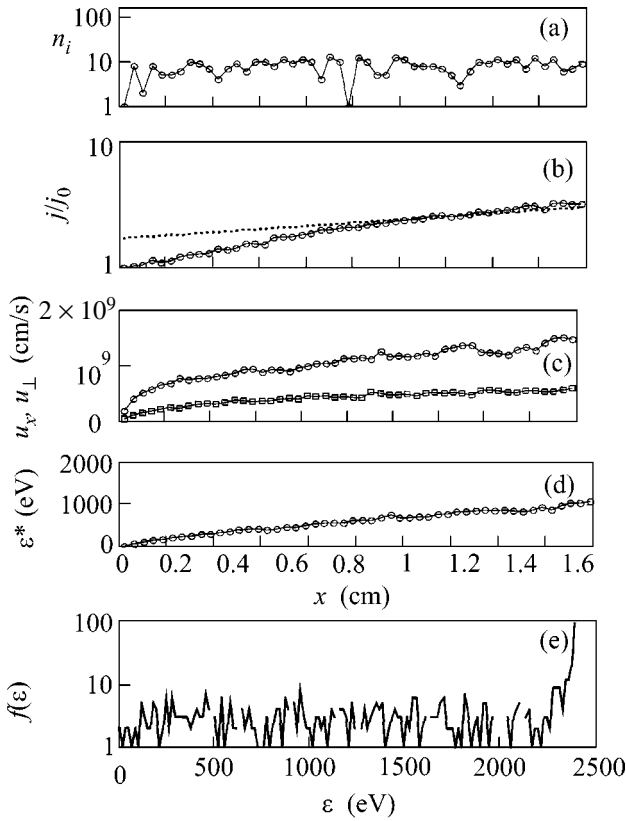 100
10
1
n_i
(a)
10
1
j/j_0
(b)
2 × 10^9
10^9
0
u_x, u_⊥ (cm/s)
(c)
2000
1000
0
ε* (eV)
(d)
0 0.2 0.4 0.6 0.8 1 1.2 1.4 1.6
x (cm)
100
10
1
f(ε)
(e)
0 500 1000 1500 2000 2500
ε (eV)